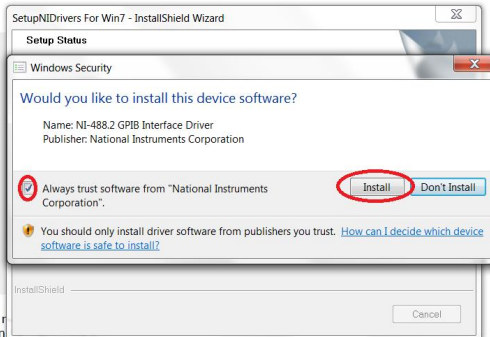 SetupNIDrivers For Win7 - InstallShield Wizard
Setup Status
Windows Security
Would you like to install this device software?
Name: NI-488.2 GPIB Interface Driver
Publisher: National Instruments Corporation
Always trust software from "National Instruments
Corporation".
Install
Don't Install
You should only install driver software from publishers you trust. How can I decide which device
software is safe to install?
InstallShield
Cancel